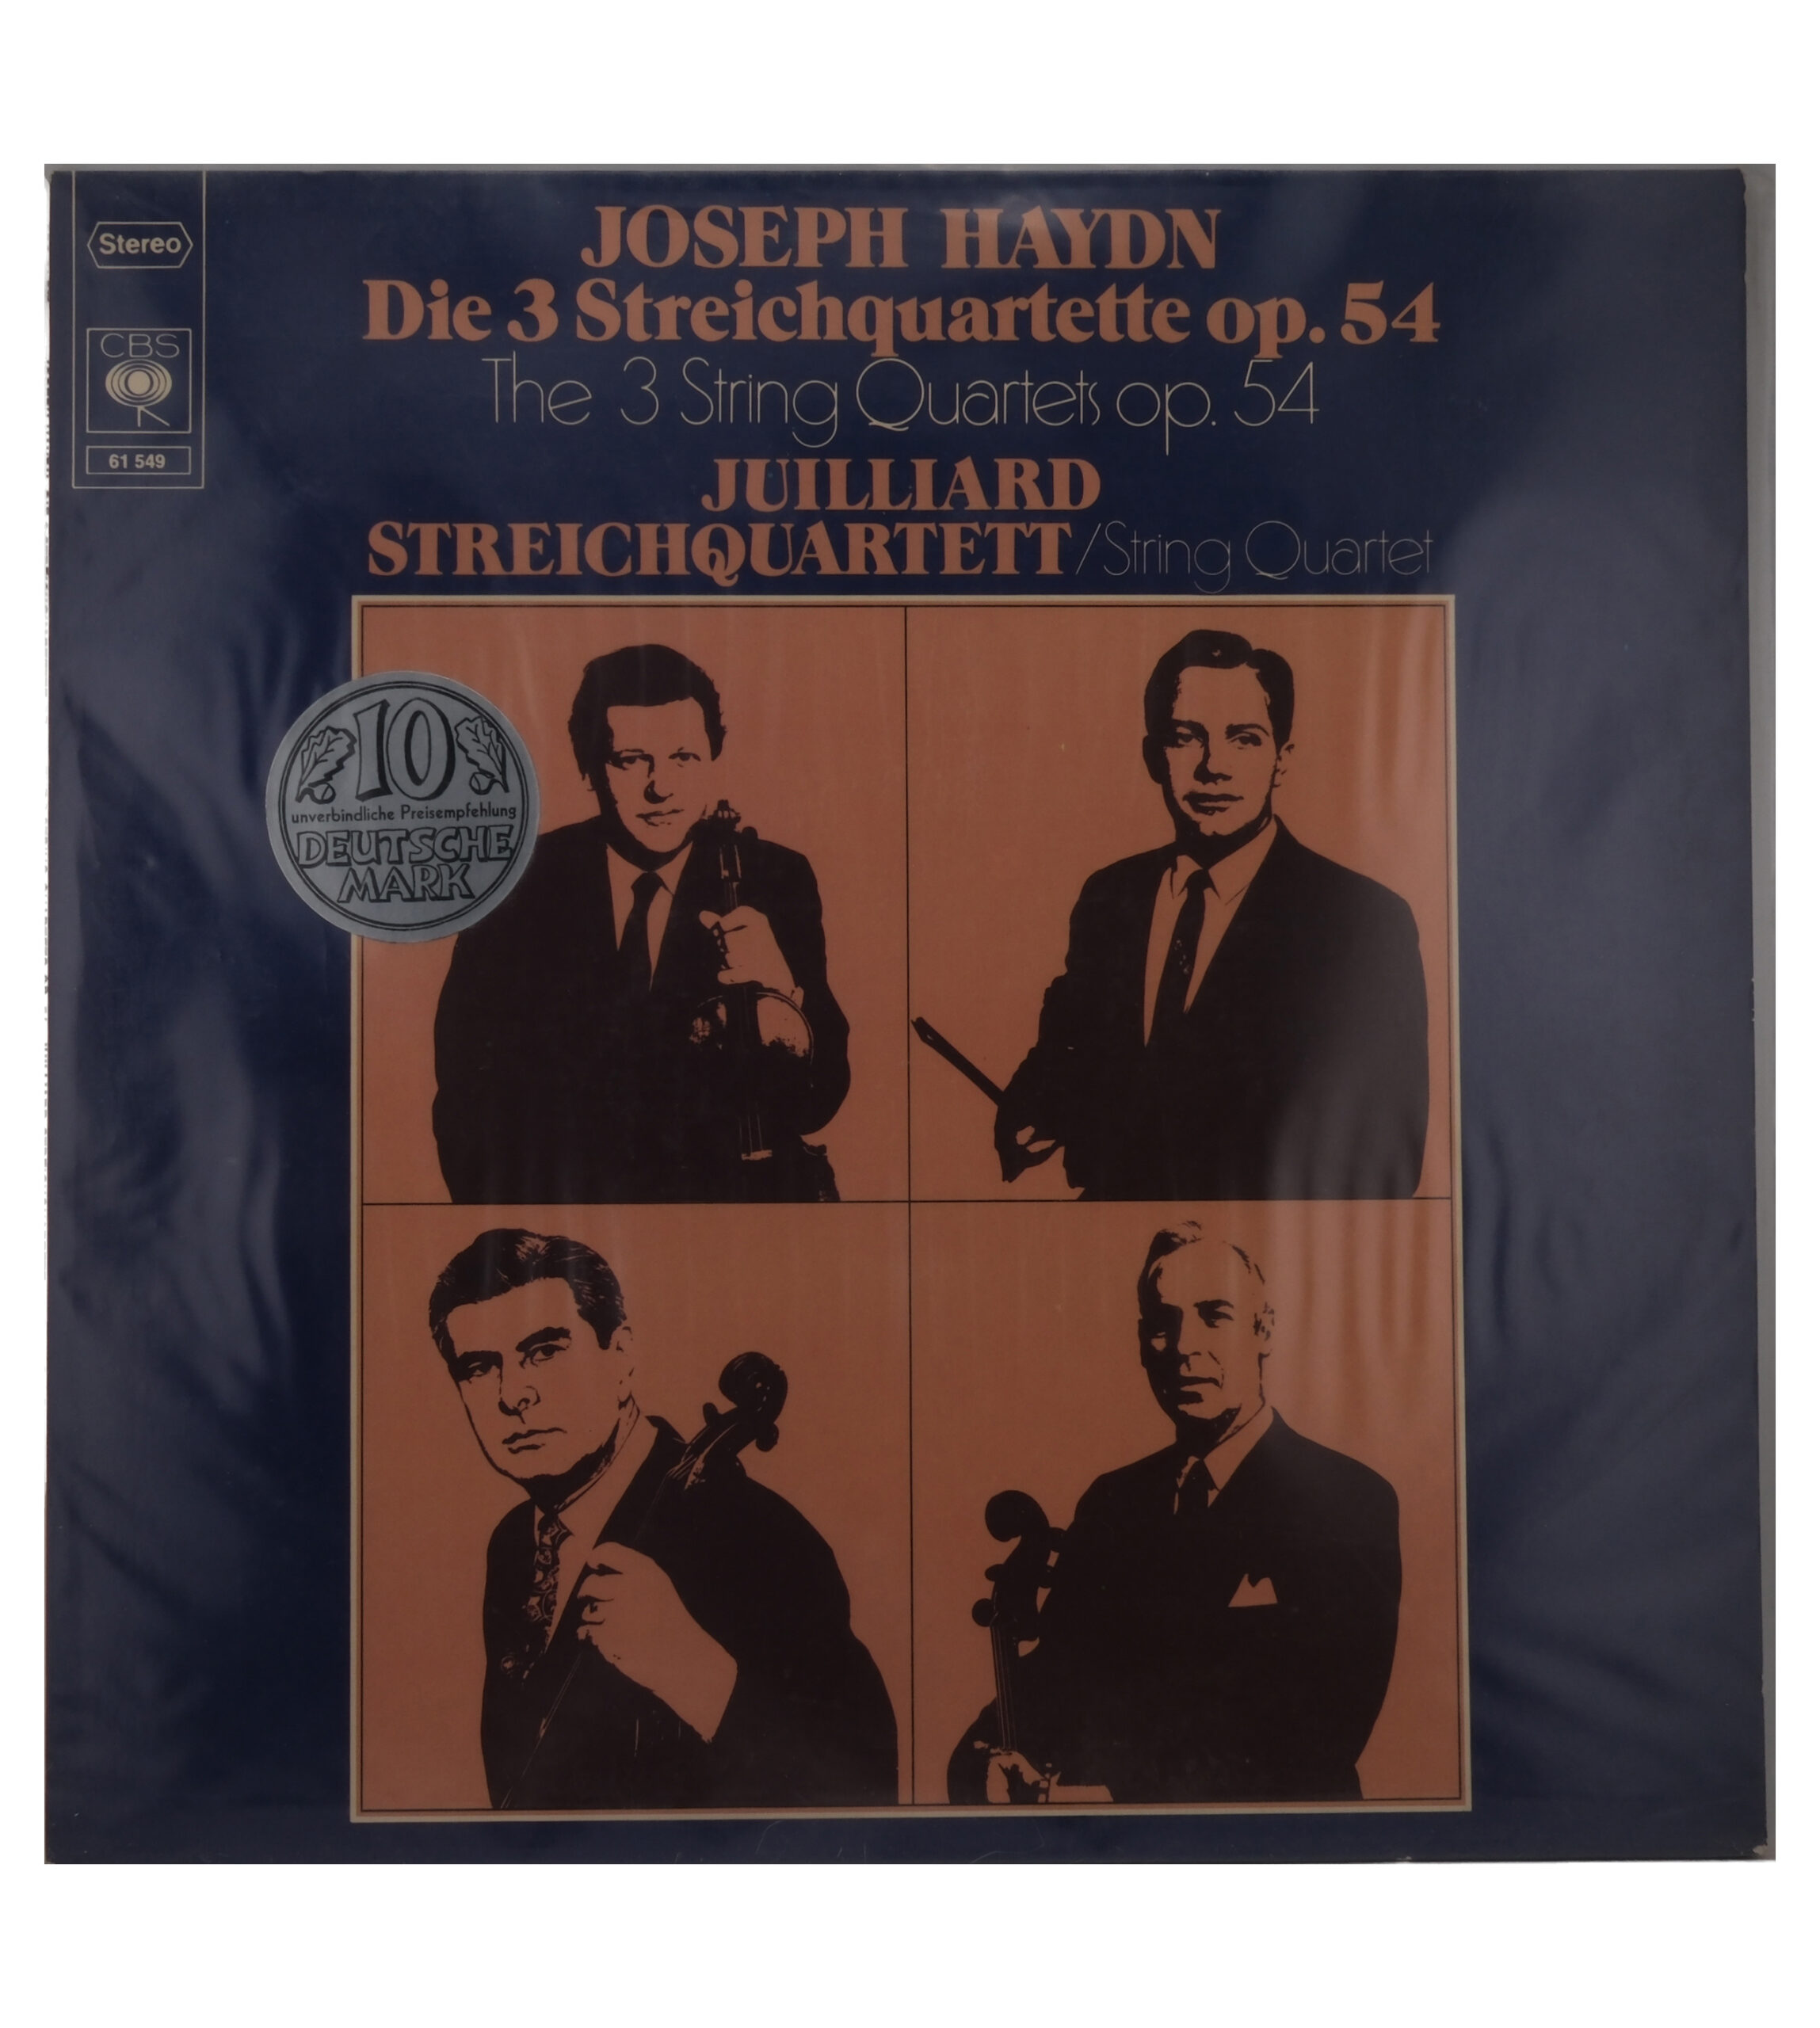 Stereo
CBS
61 549
JOSEPH HAYDN
Die 3 Streichquartette op. 54
The 3 String Quartets op. 54
JUILLIARD
STREICHQUARTETT/String Quartet
10
unverbindliche Preisempfehlung
DEUTSCHE
MARK